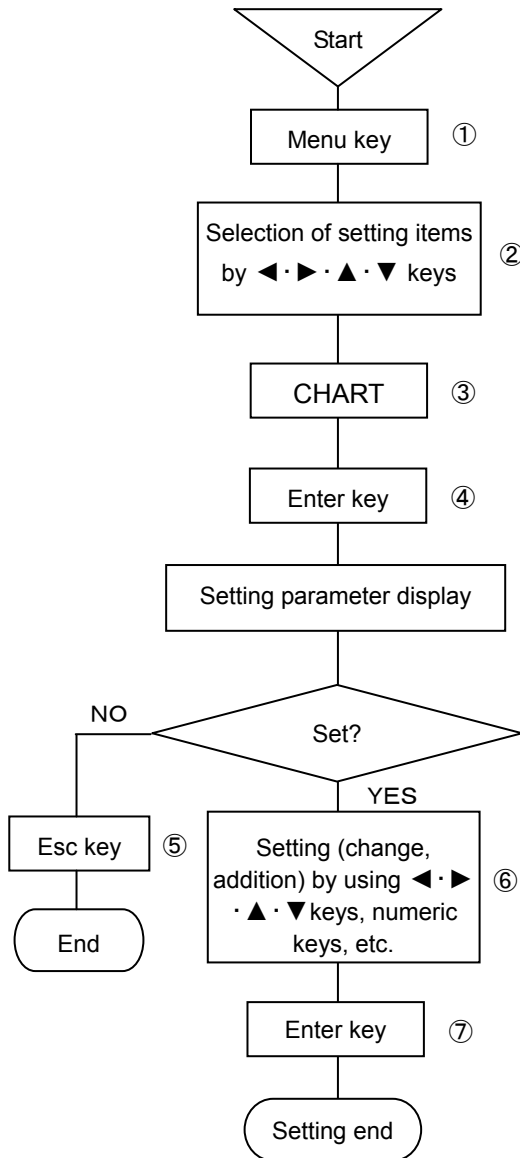 Start
Menu key ①
Selection of setting items ②
by ◀・▶・▲・▼ keys
CHART ③
Enter key ④
Setting parameter display
NO
Set?
YES
Esc key ⑤
End
Setting (change,
addition) by using ◀・▶ ⑥
・▲・▼keys, numeric
keys, etc.
Enter key ⑦
Setting end